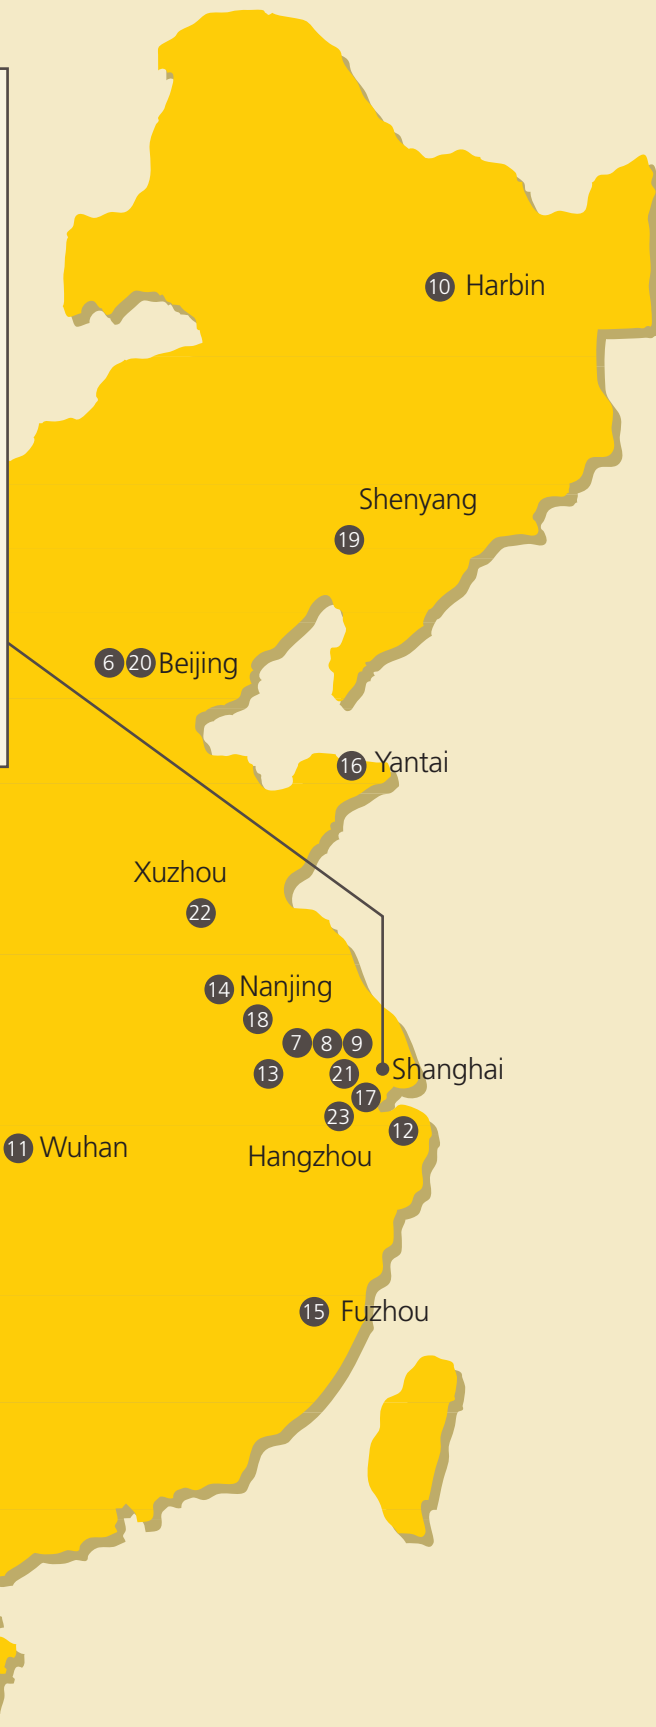 10 Harbin
Shenyang
19
6 20 Beijing
16 Yantai
Xuzhou
22
14 Nanjing
18
7 8 9
13 21 Shanghai
17
23
12
11 Wuhan
Hangzhou
15 Fuzhou